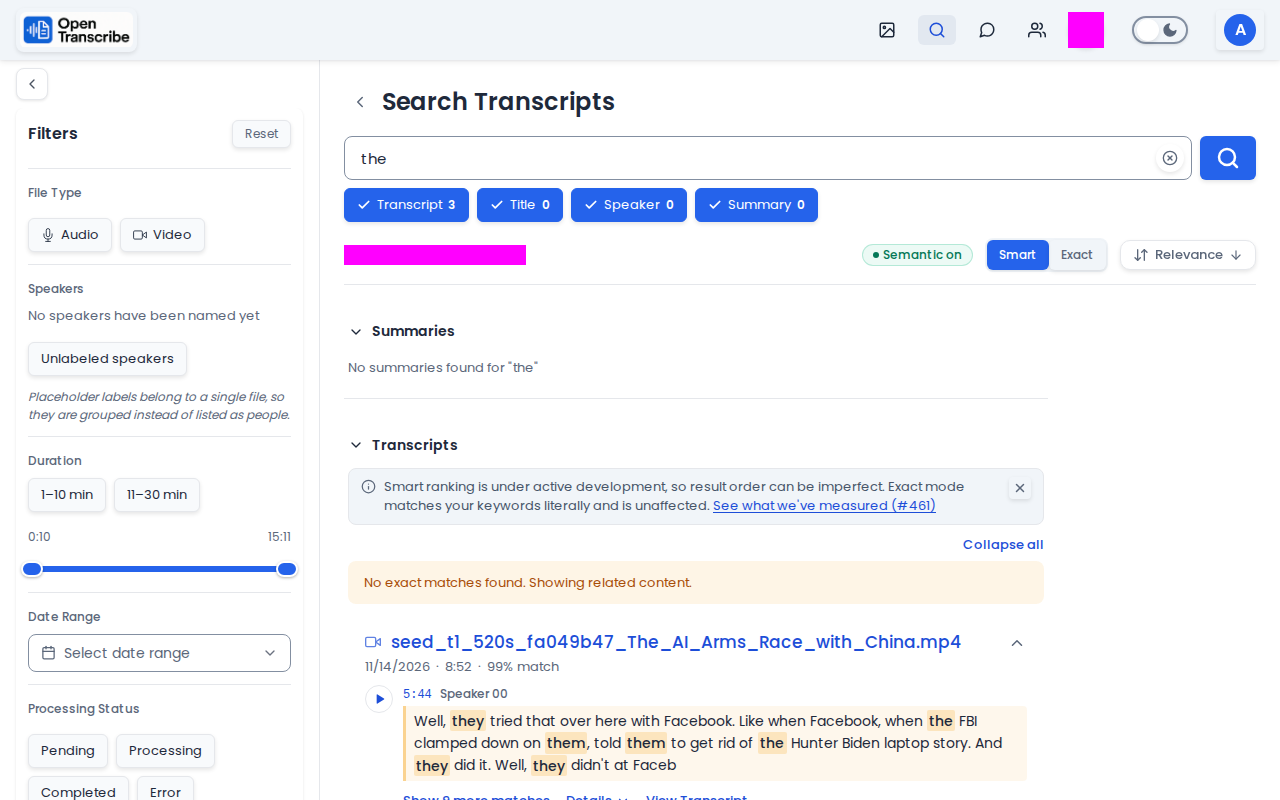 Open
Transcribe
A
Filters
Reset
File Type
Audio
Video
Speakers
No speakers have been named yet
Unlabeled speakers
Placeholder labels belong to a single file, so
they are grouped instead of listed as people.
Duration
1–10 min
11–30 min
0:10
15:11
Date Range
Select date range
Processing Status
Pending
Processing
Completed
Error
Search Transcripts
the
Transcript 3
Title 0
Speaker 0
Summary 0
Semantic on
Smart
Exact
Relevance
Summaries
No summaries found for "the"
Transcripts
Smart ranking is under active development, so result order can be imperfect. Exact mode
matches your keywords literally and is unaffected. See what we've measured (#461)
Collapse all
No exact matches found. Showing related content.
seed_t1_520s_fa049b47_The_AI_Arms_Race_with_China.mp4
11/14/2026 · 8:52 · 99% match
5:44 Speaker 00
Well, they tried that over here with Facebook. Like when Facebook, when the FBI
clamped down on them, told them to get rid of the Hunter Biden laptop story. And
they did it. Well, they didn't at Faceb
Show 9 more matches Details View Transcript